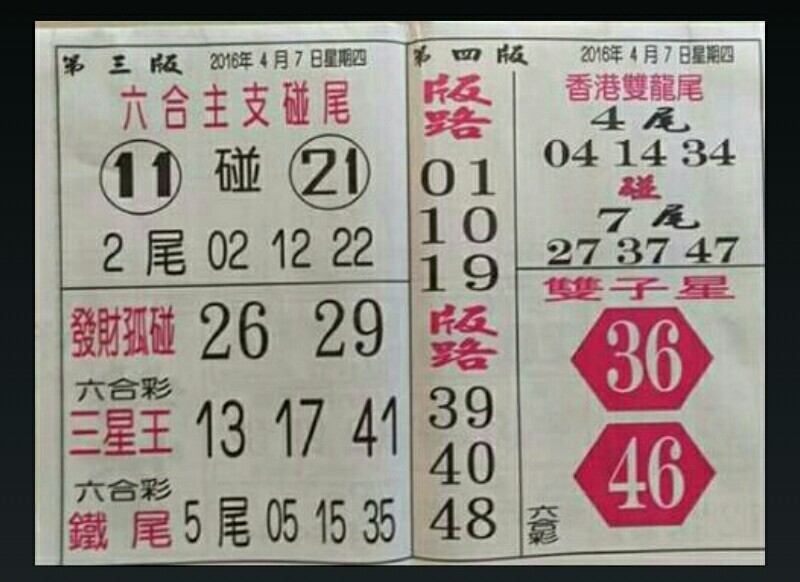 第三版 2016年4月7日星期四
六合主支碰尾
11 碰 21
2尾 02 12 22
發財孤碰 26 29
六合彩
三星王 13 17 41
六合彩
鐵尾 5尾 05 15 35
第四版 2016年4月7日星期四
版路
01
10
19
版路
39
40
48
香港雙龍尾
4尾
04 14 34
碰
7尾
27 37 47
雙子星
36
46
六合彩